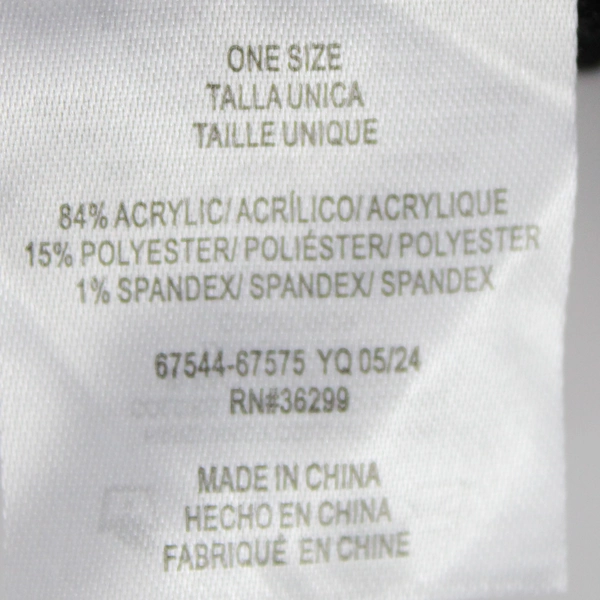 ONE SIZE
TALLA UNICA
TAILLE UNIQUE
84% ACRYLIC/ ACRÍLICO/ ACRYLIQUE
15% POLYESTER/ POLIÉSTER/ POLYESTER
1% SPANDEX/ SPANDEX/ SPANDEX
67544-67575 YQ 05/24
RN#36299
MADE IN CHINA
HECHO EN CHINA
FABRIQUÉ EN CHINE